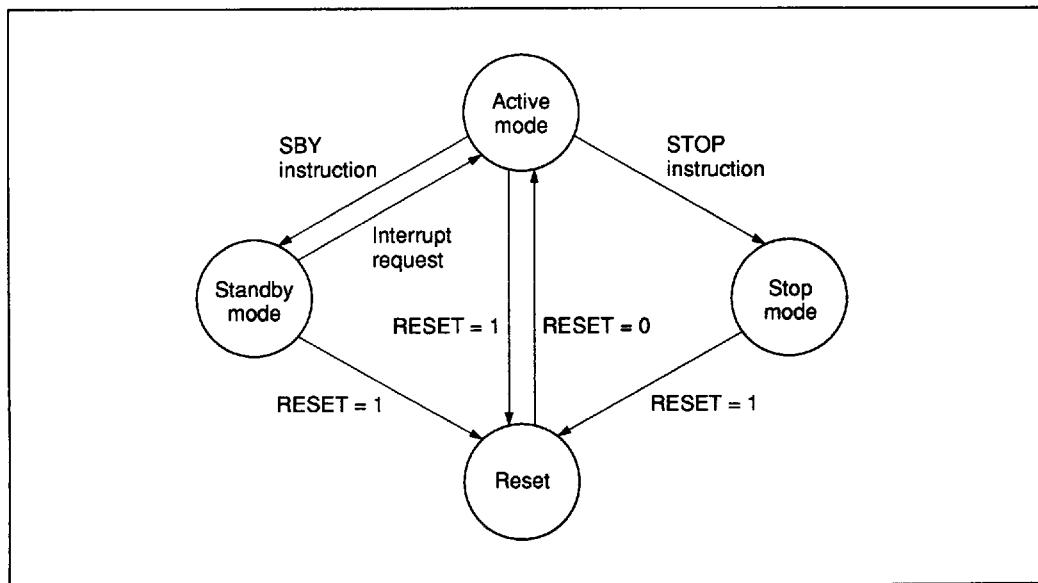 Active
mode
SBY
instruction
STOP
instruction
Interrupt
request
Standby
mode
Stop
mode
RESET = 1
RESET = 0
RESET = 1
RESET = 1
Reset